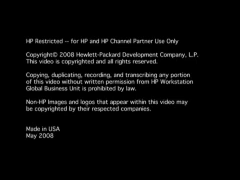 HP Restricted -- for HP and HP Channel Partner Use Only
Copyright© 2008 Hewlett-Packard Development Company, L.P.
This video is copyrighted and all rights reserved.
Copying, duplicating, recording, and transcribing any portion
of this video without written permission from HP Workstation
Global Business Unit is prohibited by law.
Non-HP Images and logos that appear within this video may
be copyrighted by their respected companies.
Made in USA
May 2008